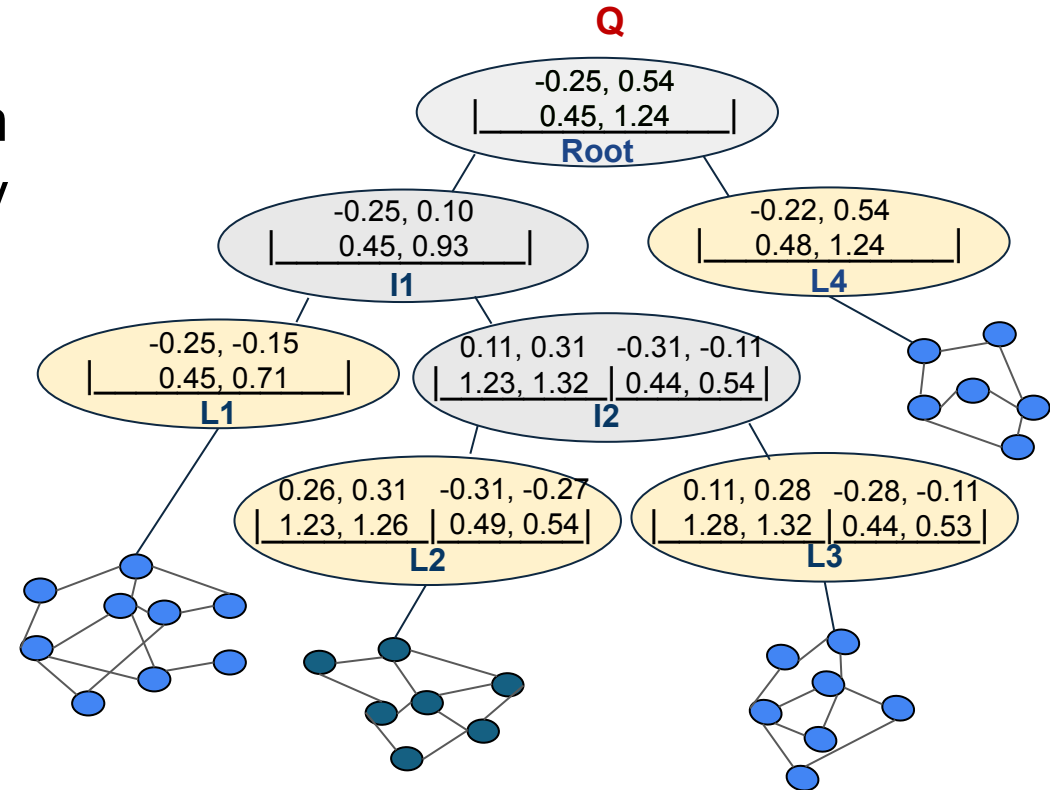 Q
-0.25, 0.54
0.45, 1.24
Root
-0.25, 0.10
0.45, 0.93
I1
-0.22, 0.54
0.48, 1.24
L4
-0.25, -0.15
0.45, 0.71
L1
0.11, 0.31 -0.31, -0.11
1.23, 1.32 0.44, 0.54
I2
0.26, 0.31 -0.31, -0.27
1.23, 1.26 0.49, 0.54
L2
0.11, 0.28 -0.28, -0.11
1.28, 1.32 0.44, 0.53
L3